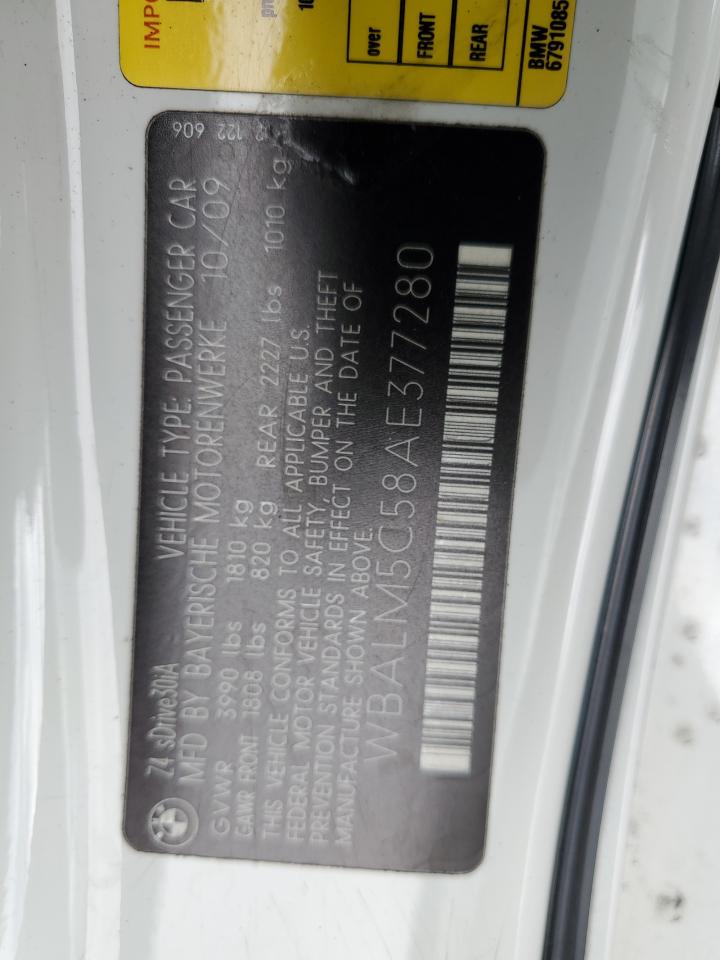 IMPO
10
over
FRONT
REAR
BMW
6791085
122 606
Z4 sDrive30iA VEHICLE TYPE: PASSENGER CAR
MFD BY BAYERISCHE MOTORENWERKE 10/09
GVWR 3990 lbs 1810 kg
GAWR FRONT 1808 lbs 820 kg REAR 2227 lbs 1010 kg
THIS VEHICLE CONFORMS TO ALL APPLICABLE U.S.
FEDERAL MOTOR VEHICLE SAFETY, BUMPER AND THEFT
PREVENTION STANDARDS IN EFFECT ON THE DATE OF
MANUFACTURE SHOWN ABOVE.
WBALM5C58AE377280